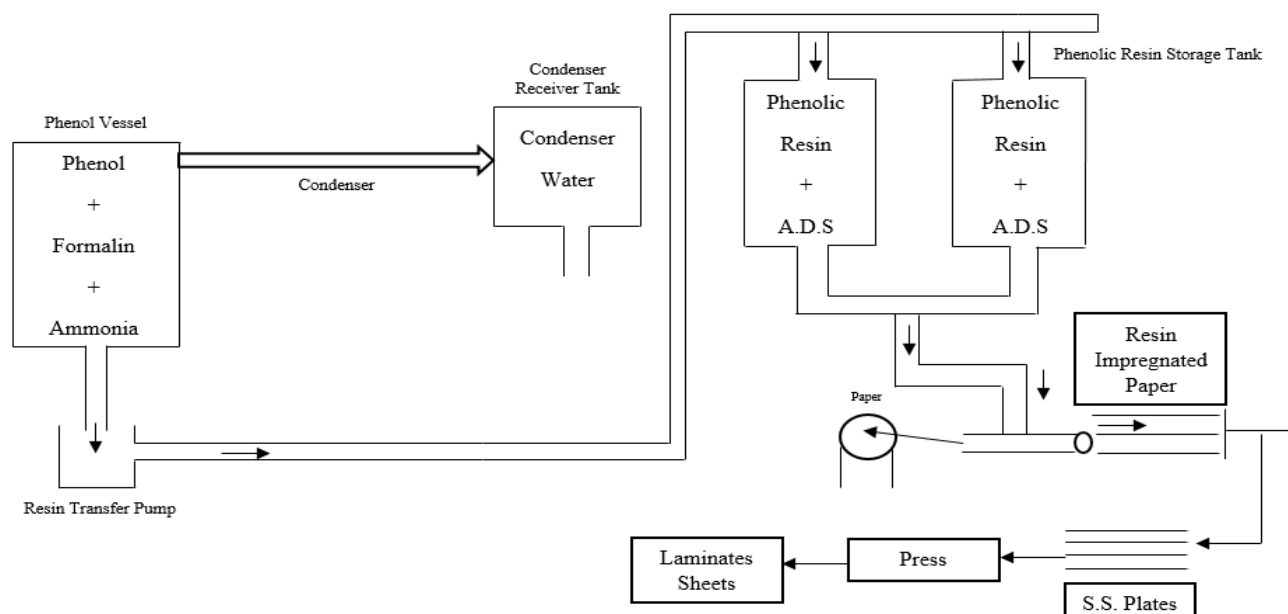 Phenol Vessel
Phenol
+
Formalin
+
Ammonia
Resin Transfer Pump
Condenser
Condenser
Receiver Tank
Condenser
Water
Phenolic Resin Storage Tank
Phenolic
Resin
+
A.D.S
Phenolic
Resin
+
A.D.S
Paper
Resin
Impregnated
Paper
S.S. Plates
Press
Laminates
Sheets